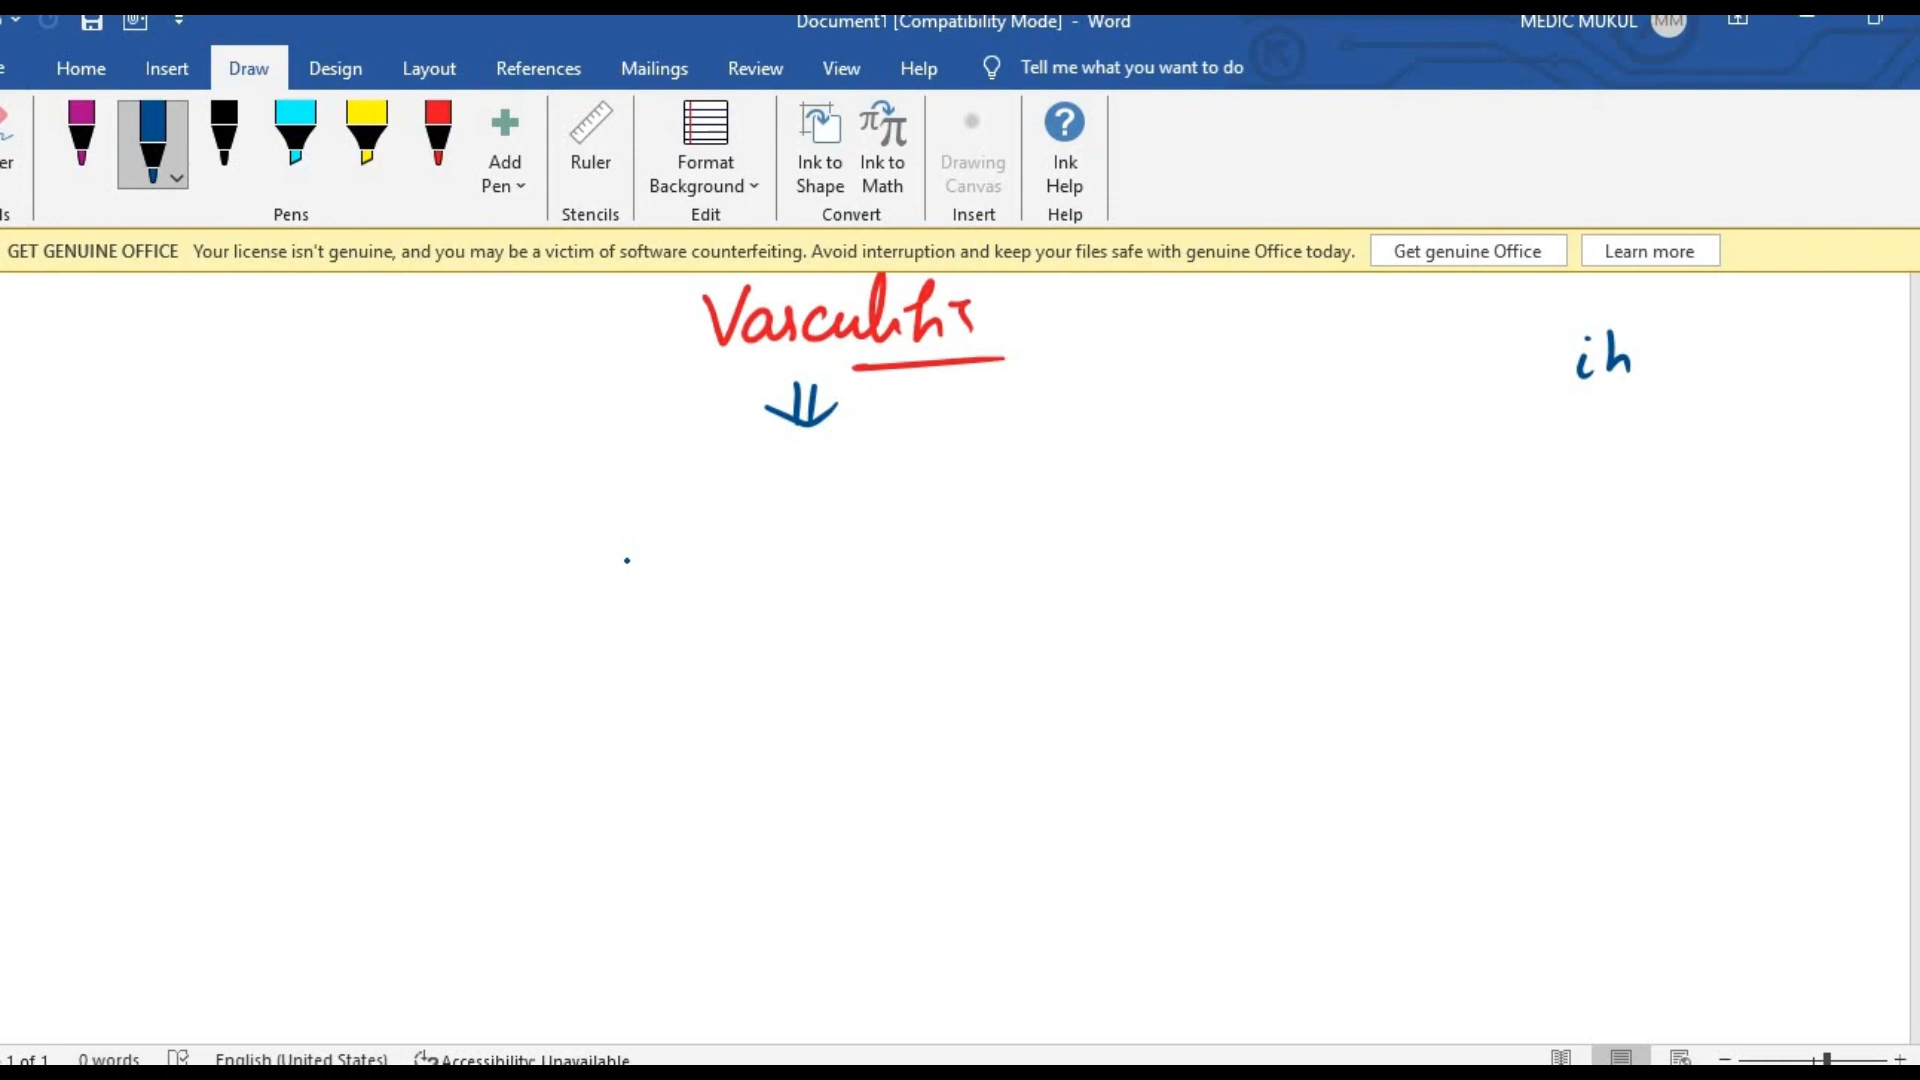 Document1 [Compatibility Mode] - Word
MEDIC MUKUL MM
Home Insert Draw Design Layout References Mailings Review View Help Tell me what you want to do
Add Pen
Ruler
Format Background
Ink to Shape
Ink to Math
Drawing Canvas
Ink Help
Pens Stencils Edit Convert Insert Help
GET GENUINE OFFICE Your license isn't genuine, and you may be a victim of software counterfeiting. Avoid interruption and keep your files safe with genuine Office today. Get genuine Office Learn more
Vasculitis
1 of 1 0 words English (United States) Accessibility: Unavailable